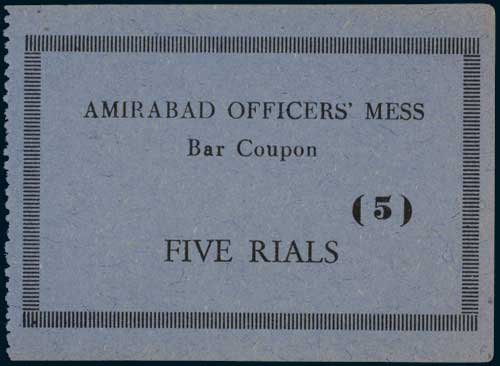 AMIRABAD OFFICERS' MESS
Bar Coupon
(5)
FIVE RIALS